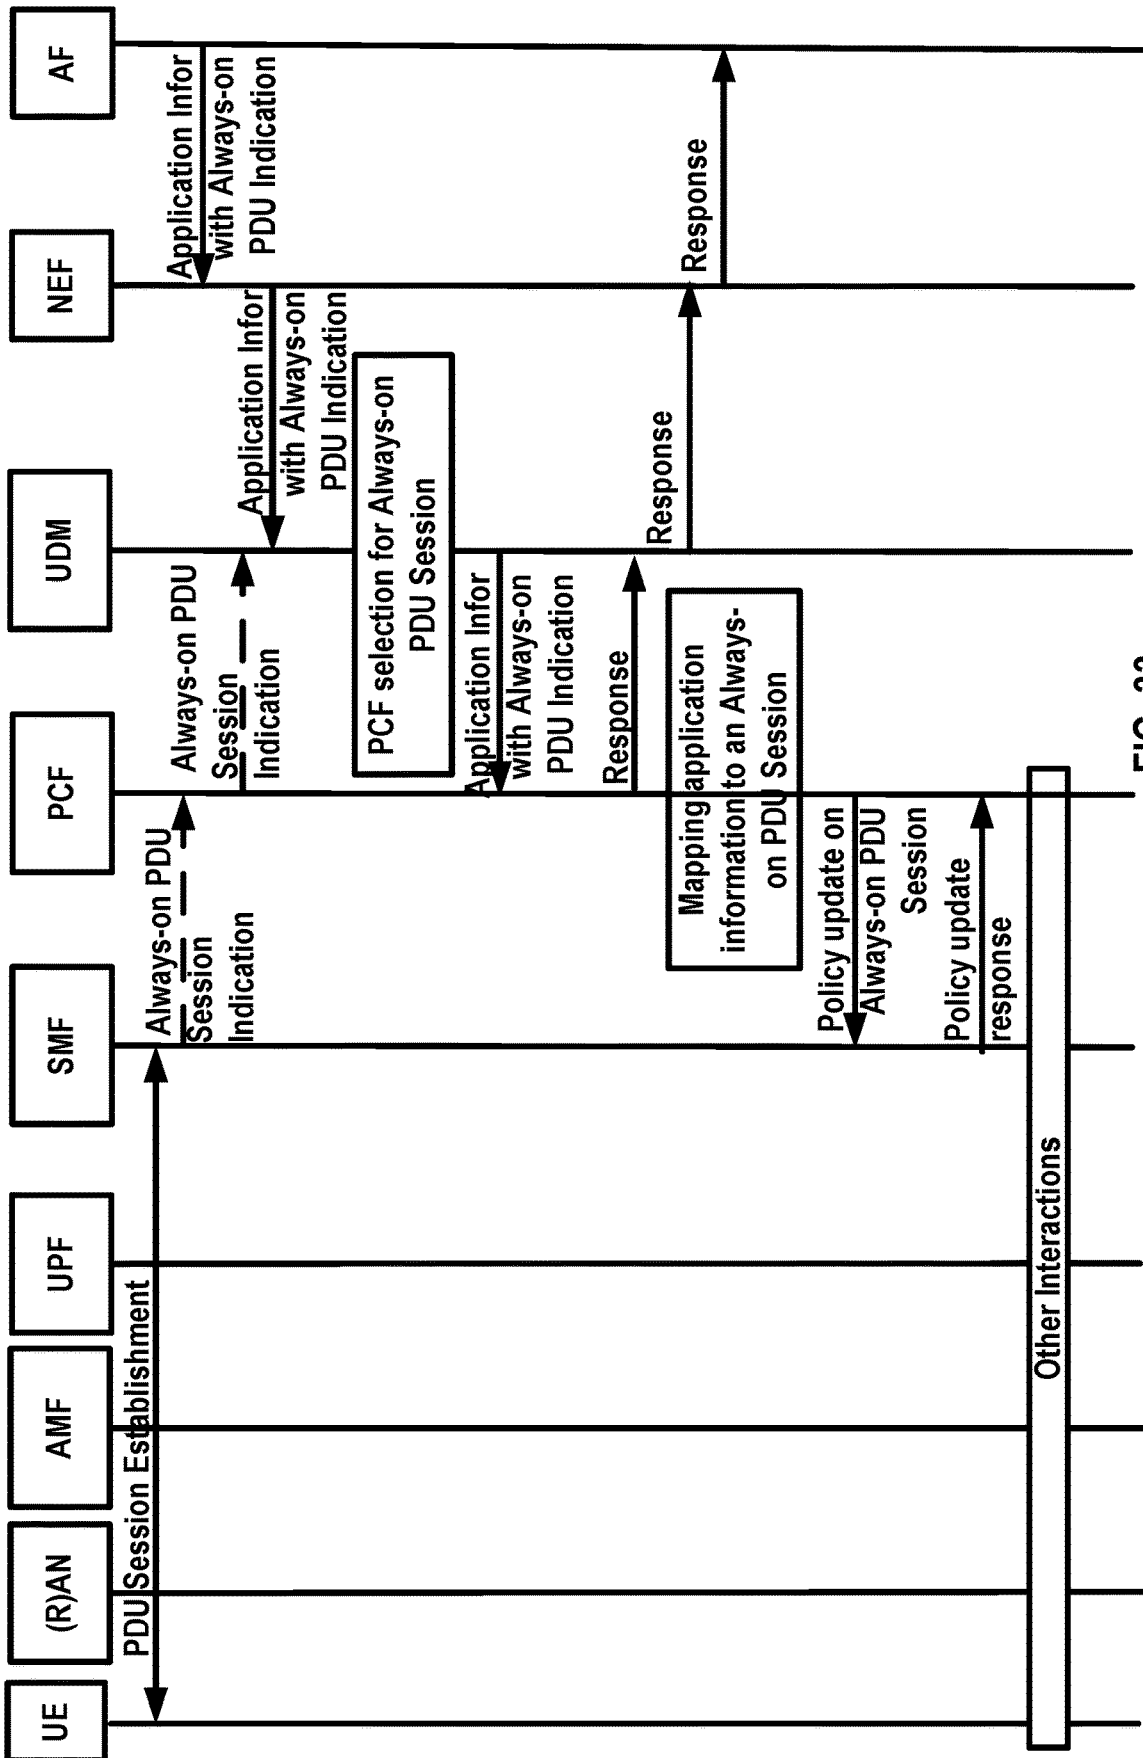 UE
(R)AN
AMF
UPF
SMF
PCF
UDM
NEF
AF
PDU Session Establishment
Always-on PDU
Session
Indication
Always-on PDU
Session
Indication
Application Infor
with Always-on
PDU Indication
Application Infor
with Always-on
PDU Indication
PCF selection for Always-on
PDU Session
Application Infor
with Always-on
PDU Indication
Response
Response
Response
Mapping application
information to an Always-
on PDU Session
Policy update on
Always-on PDU
Session
Policy update
response
Other Interactions